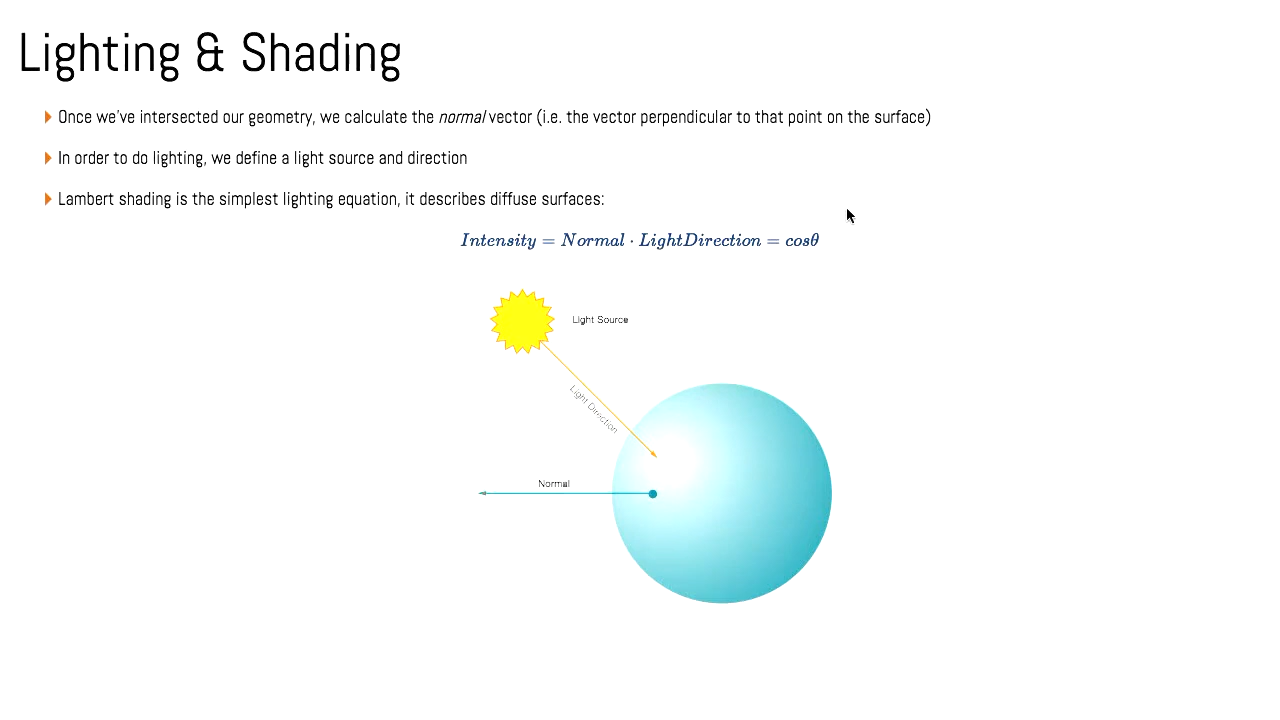 Lighting & Shading
Once we've intersected our geometry, we calculate the normal vector (i.e. the vector perpendicular to that point on the surface)
In order to do lighting, we define a light source and direction
Lambert shading is the simplest lighting equation, it describes diffuse surfaces:
Intensity = Normal · LightDirection = cosθ
Light Source
Light Direction
Normal